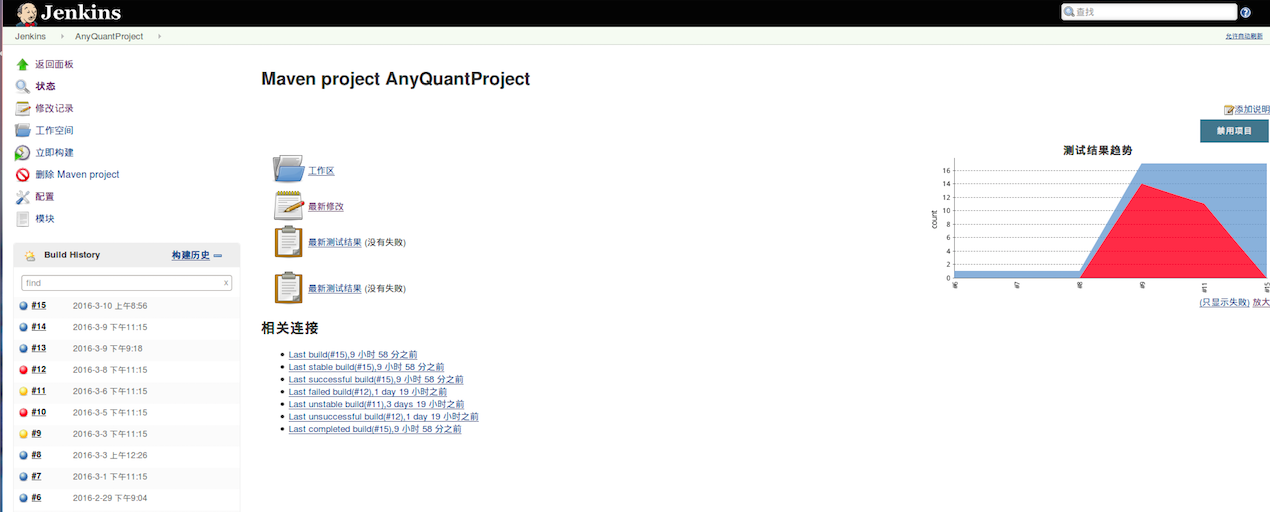 Jenkins
查找
Jenkins
AnyQuantProject
允许自动刷新
返回面板
状态
修改记录
工作空间
立即构建
删除 Maven project
配置
模块
Build History
构建历史
find
x
#15 2016-3-10 上午8:56
#14 2016-3-9 下午11:15
#13 2016-3-9 下午9:18
#12 2016-3-8 下午11:15
#11 2016-3-6 下午11:15
#10 2016-3-5 下午11:15
#9 2016-3-3 下午11:15
#8 2016-3-3 上午12:26
#7 2016-3-1 下午11:15
#6 2016-2-29 下午9:04
Maven project AnyQuantProject
工作区
最新修改
最新测试结果 (没有失败)
最新测试结果 (没有失败)
相关连接
Last build(#15),9 小时 58 分之前
Last stable build(#15),9 小时 58 分之前
Last successful build(#15),9 小时 58 分之前
Last failed build(#12),1 day 19 小时之前
Last unstable build(#11),3 days 19 小时之前
Last unsuccessful build(#12),1 day 19 小时之前
Last completed build(#15),9 小时 58 分之前
添加说明
禁用项目
测试结果趋势
count
16
14
12
10
8
6
4
2
0
#6 #7 #8 #9 #11 #15
(只显示失败) 放大